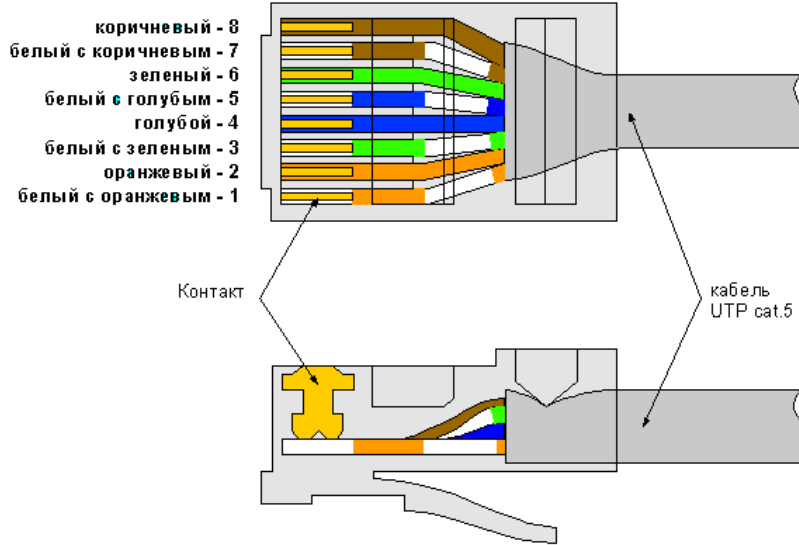 коричневый - 8
белый с коричневым - 7
зеленый - 6
белый с голубым - 5
голубой - 4
белый с зеленым - 3
оранжевый - 2
белый с оранжевым - 1
Контакт
кабель
UTP cat.5